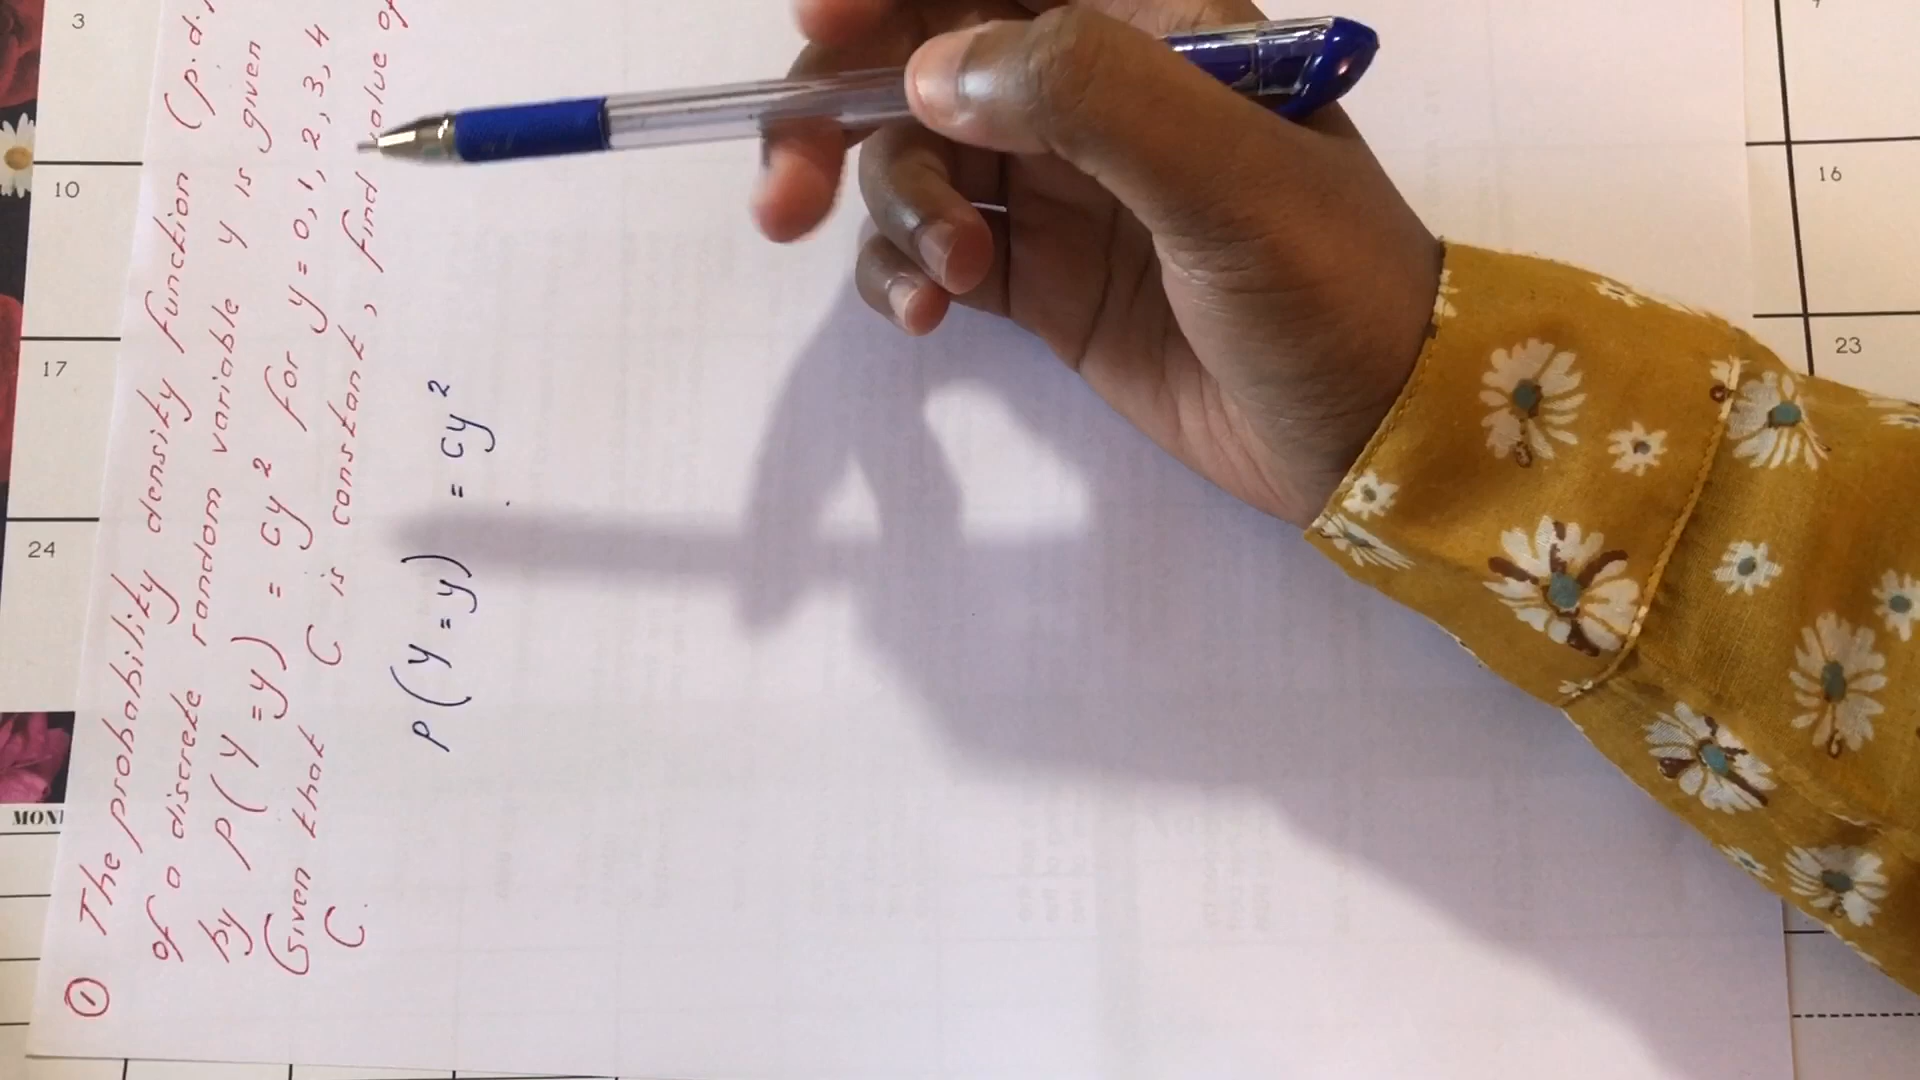 ① The probability density function (p.d.
of a discrete random variable Y is given
by P(Y=y) = cy² for y = 0, 1, 2, 3, 4
Given that C is constant, find value of
C.
P(Y=y) = cy²
3
10
17
24
MON
16
23